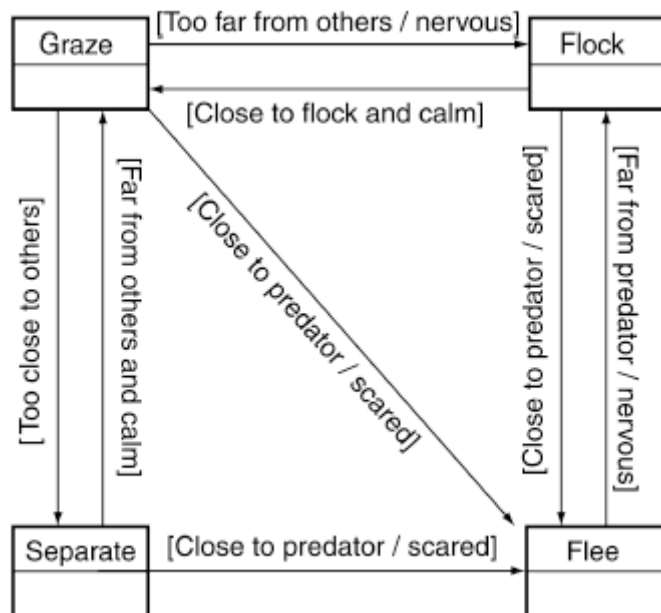 Graze
[Too far from others / nervous]
Flock
[Close to flock and calm]
[Too close to others]
[Far from others and calm]
[Close to predator / scared]
[Close to predator / scared]
[Far from predator / nervous]
Separate
[Close to predator / scared]
Flee